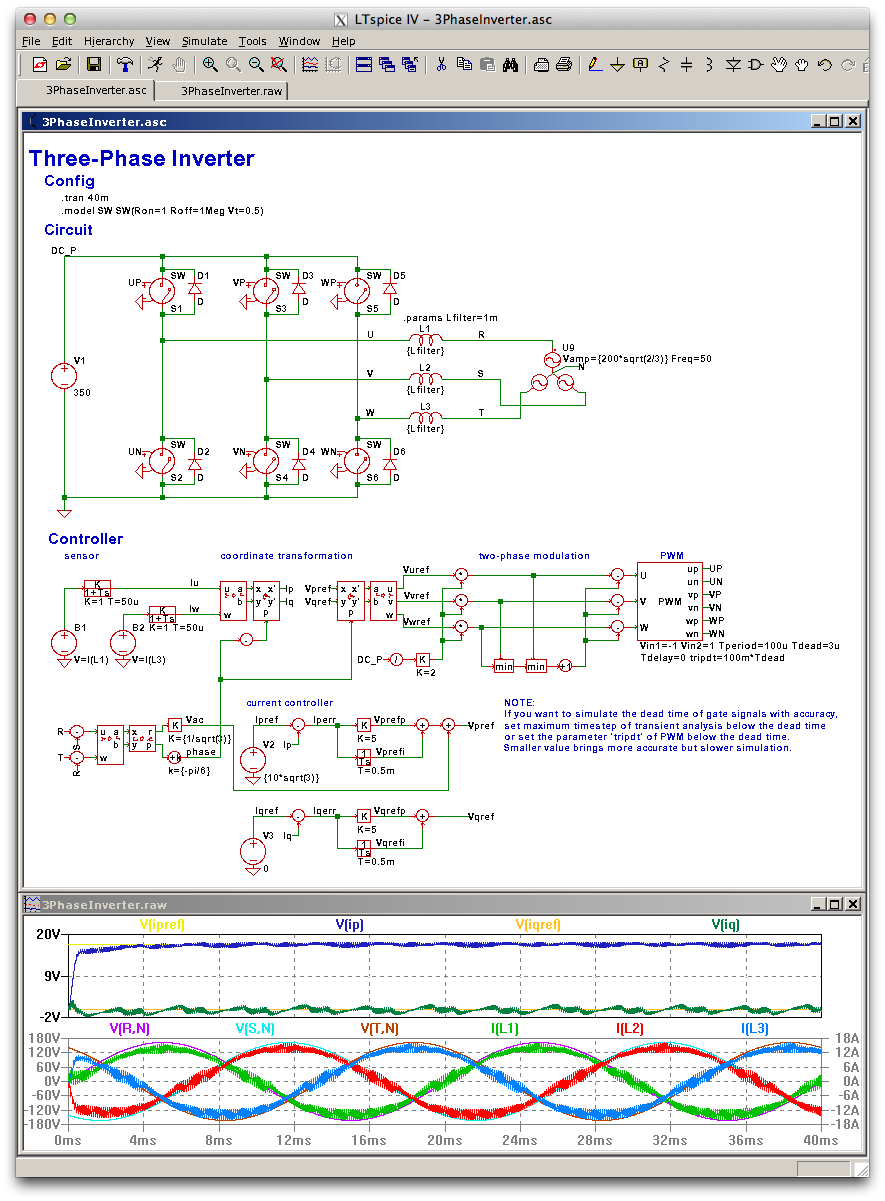 LTspice IV – 3PhaseInverter.asc
File Edit Hierarchy View Simulate Tools Window Help
3PhaseInverter.asc 3PhaseInverter.raw
3PhaseInverter.asc
Three-Phase Inverter
Config
.tran 40m
.model SW SW(Ron=1 Roff=1Meg Vt=0.5)
Circuit
DC_P
UP SW D1 VP SW D3 WP SW D5
D D D
S1 S3 S5
.params Lfilter=1m
L1
U R
{Lfilter}
U9
Vamp={200*sqrt(2/3)} Freq=50
N
V1
350
L2
V S
{Lfilter}
L3
W T
{Lfilter}
UN SW D2 VN SW D4 WN SW D6
D D D
S2 S4 S6
Controller
sensor coordinate transformation two-phase modulation PWM
K
1+Ts
K=1 T=50u
Iu
K
1+Ts
K=1 T=50u
Iw
B1
V=I(L1)
B2
V=I(L3)
u a
b
w
x x'
y y'
p
Ip
Iq
Vpref
Vqref
x x'
y y'
p
a u
b v
w
Vuref
Vvref
Vwref
DC_P
/
K
K=2
min min +1
U
V
W
PWM
up UP
un UN
vp VP
vn VN
wp WP
wn WN
Vin1=-1 Vin2=1 Tperiod=100u Tdead=3u
Tdelay=0 tripdt=100m*Tdead
R
S
T
R
u a
b
w
x r
y p
K
Vac
K={1/sqrt(3)}
+k
phase
k={-pi/6}
current controller
Ipref Iperr Vprefp
K
K=5
Ip
V2
{10*sqrt(3)}
1
Ts
Vprefi
T=0.5m
Vpref
NOTE:
If you want to simulate the dead time of gate signals with accuracy,
set maximum timestep of transient analysis below the dead time
or set the parameter 'tripdt' of PWM below the dead time.
Smaller value brings more accurate but slower simulation.
Iqref Iqerr Vqrefp
K
K=5
Iq
V3
0
1
Ts
Vqrefi
T=0.5m
Vqref
3PhaseInverter.raw
V(ipref) V(ip) V(iqref) V(iq)
20V
9V
-2V
V(R,N) V(S,N) V(T,N) I(L1) I(L2) I(L3)
180V 18A
120V 12A
60V 6A
0V 0A
-60V -6A
-120V -12A
-180V -18A
0ms 4ms 8ms 12ms 16ms 20ms 24ms 28ms 32ms 36ms 40ms